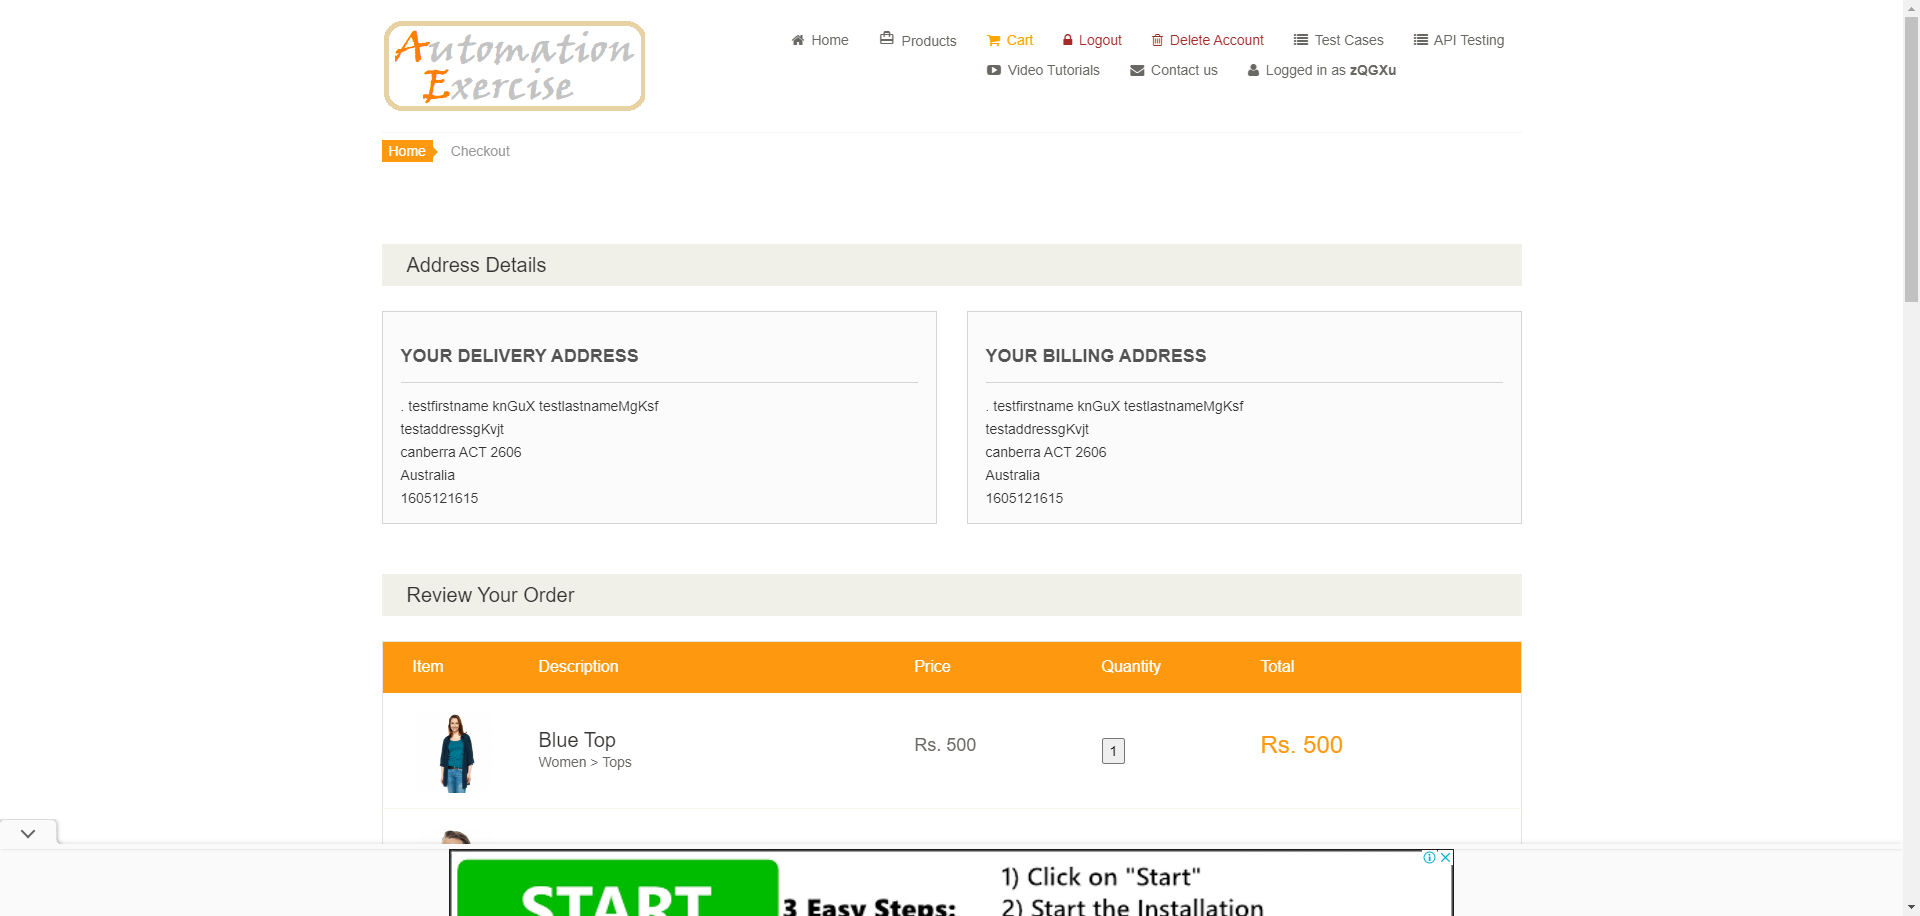 Automation
Exercise
Home
Products
Cart
Logout
Delete Account
Test Cases
API Testing
Video Tutorials
Contact us
Logged in as zQGXu
Home
Checkout
Address Details
YOUR DELIVERY ADDRESS
. testfirstname knGuX testlastnameMgKsf
testaddressgKvjt
canberra ACT 2606
Australia
1605121615
YOUR BILLING ADDRESS
. testfirstname knGuX testlastnameMgKsf
testaddressgKvjt
canberra ACT 2606
Australia
1605121615
Review Your Order
Item Description Price Quantity Total
Blue Top
Women > Tops
Rs. 500
1
Rs. 500
START
3 Easy Steps:
1) Click on "Start"
2) Start the Installation